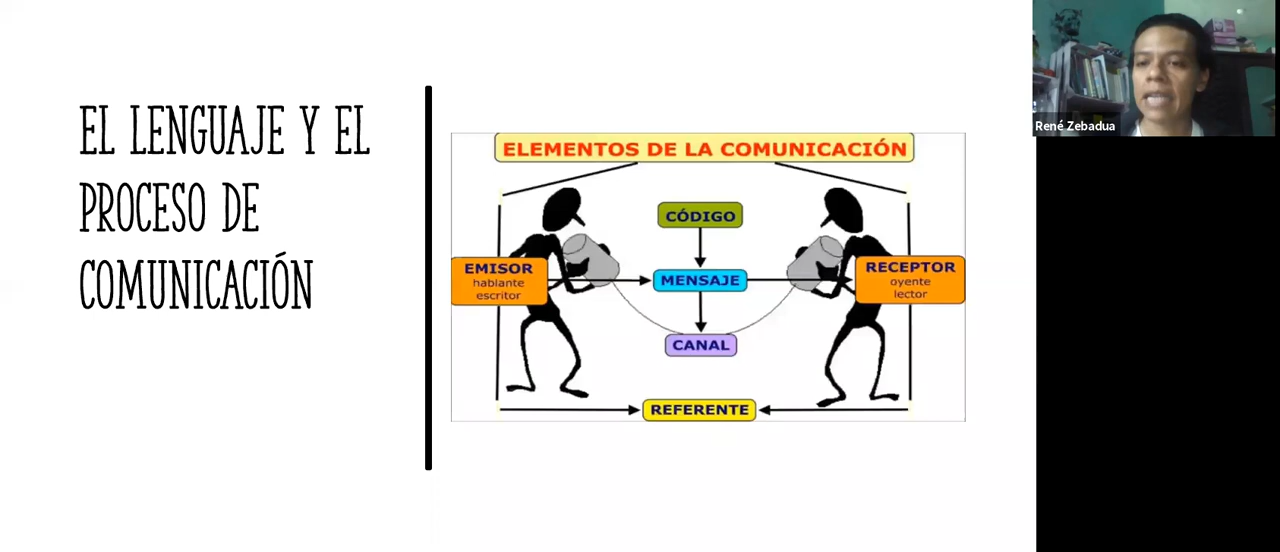 EL LENGUAJE Y EL
PROCESO DE
COMUNICACIÓN
ELEMENTOS DE LA COMUNICACIÓN
CÓDIGO
EMISOR
hablante
escritor
MENSAJE
RECEPTOR
oyente
lector
CANAL
REFERENTE
René Zebadua